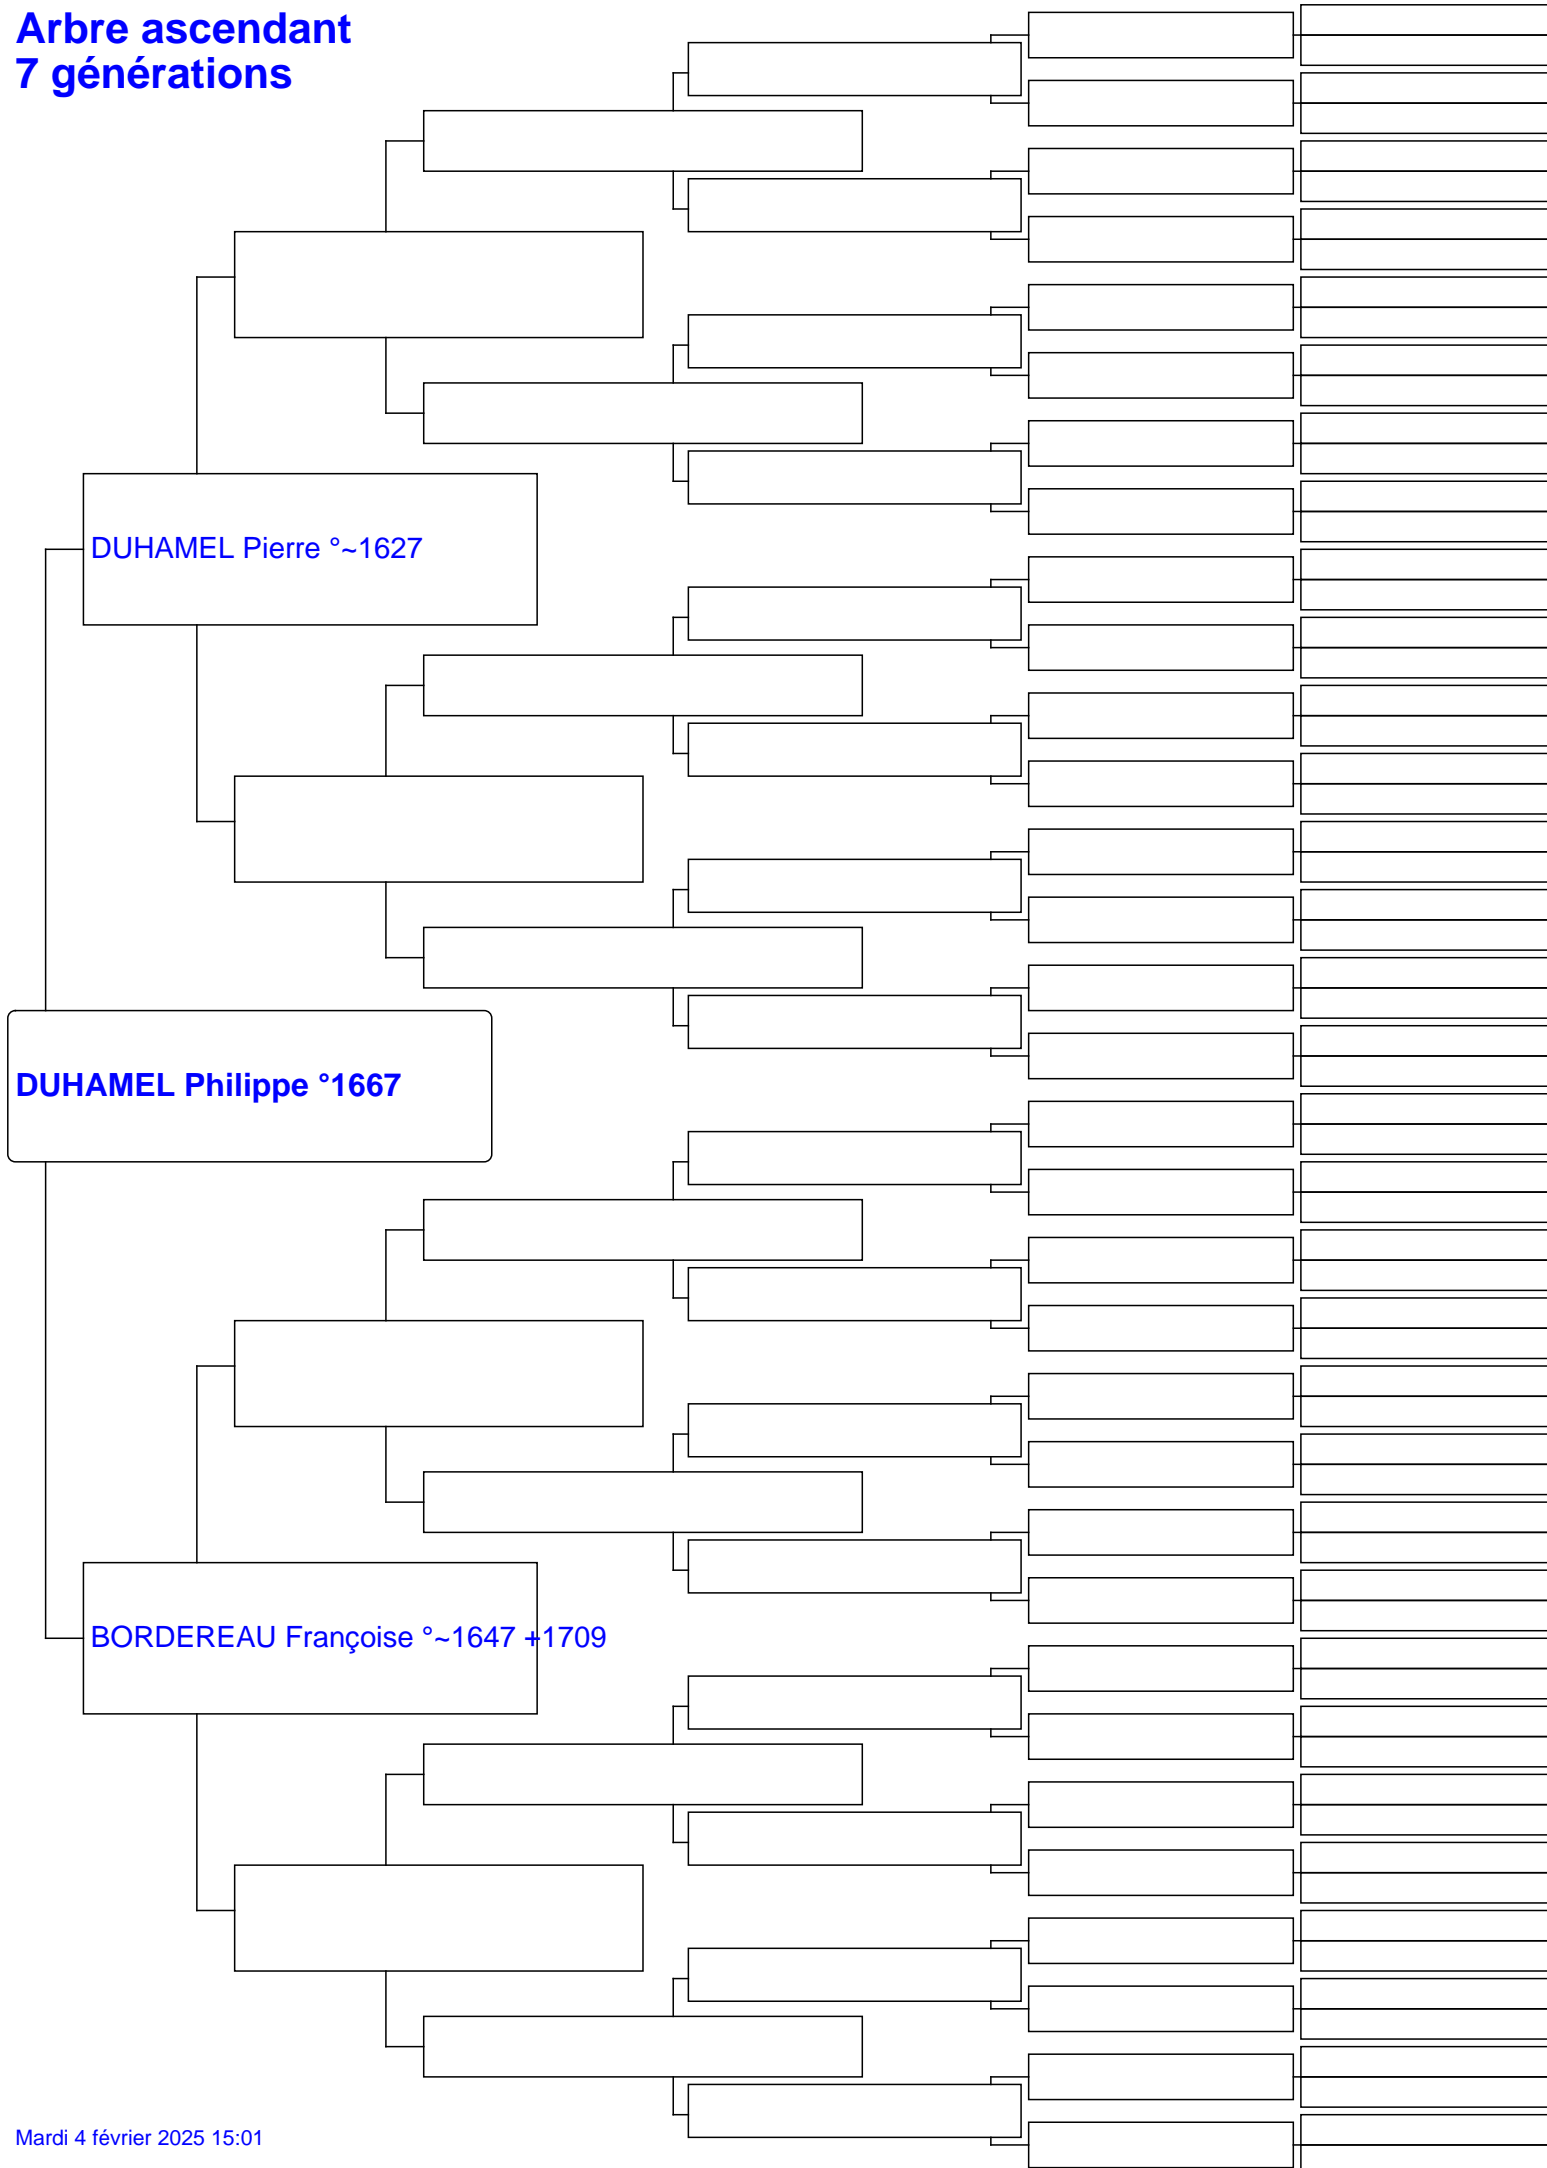 Arbre ascendant
7 générations
DUHAMEL Pierre °~1627
DUHAMEL Philippe °1667
BORDEREAU Françoise °~1647 +1709
Mardi 4 février 2025 15:01